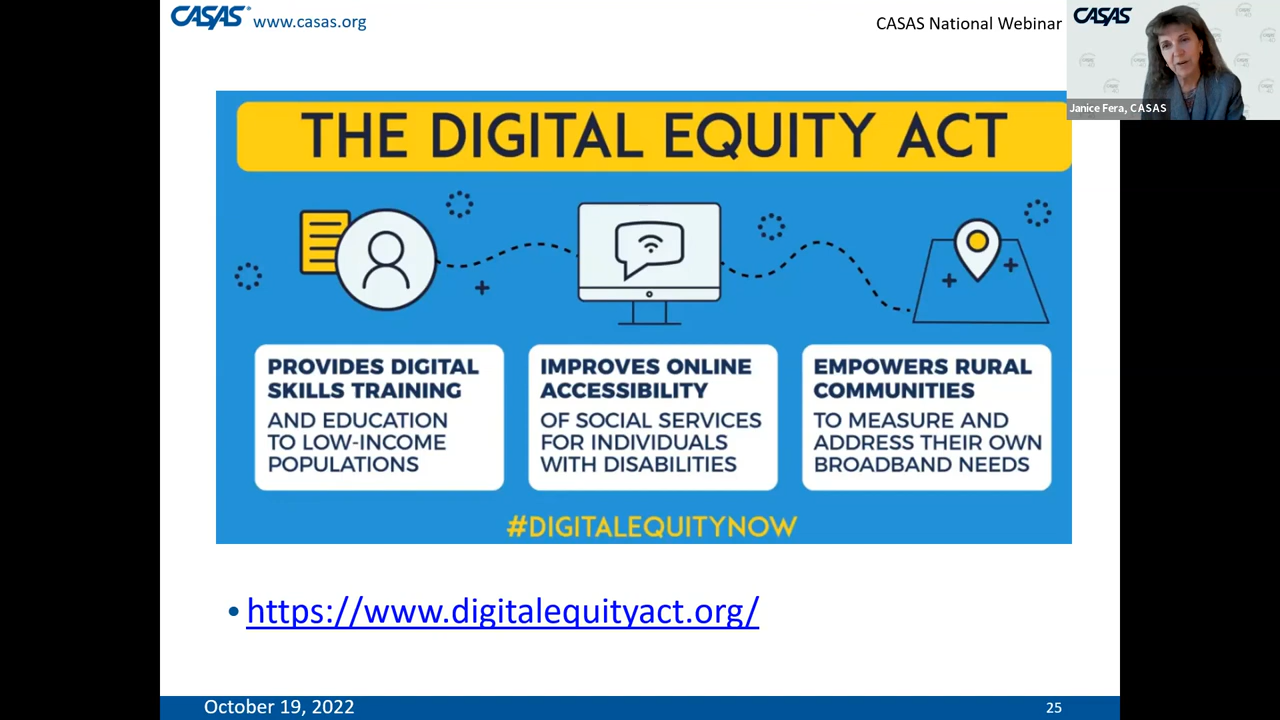 CASAS® www.casas.org
CASAS National Webinar
CASAS
Janice Fera, CASAS
THE DIGITAL EQUITY ACT
PROVIDES DIGITAL
SKILLS TRAINING
AND EDUCATION
TO LOW-INCOME
POPULATIONS
IMPROVES ONLINE
ACCESSIBILITY
OF SOCIAL SERVICES
FOR INDIVIDUALS
WITH DISABILITIES
EMPOWERS RURAL
COMMUNITIES
TO MEASURE AND
ADDRESS THEIR OWN
BROADBAND NEEDS
#DIGITALEQUITYNOW
• https://www.digitalequityact.org/
October 19, 2022
25